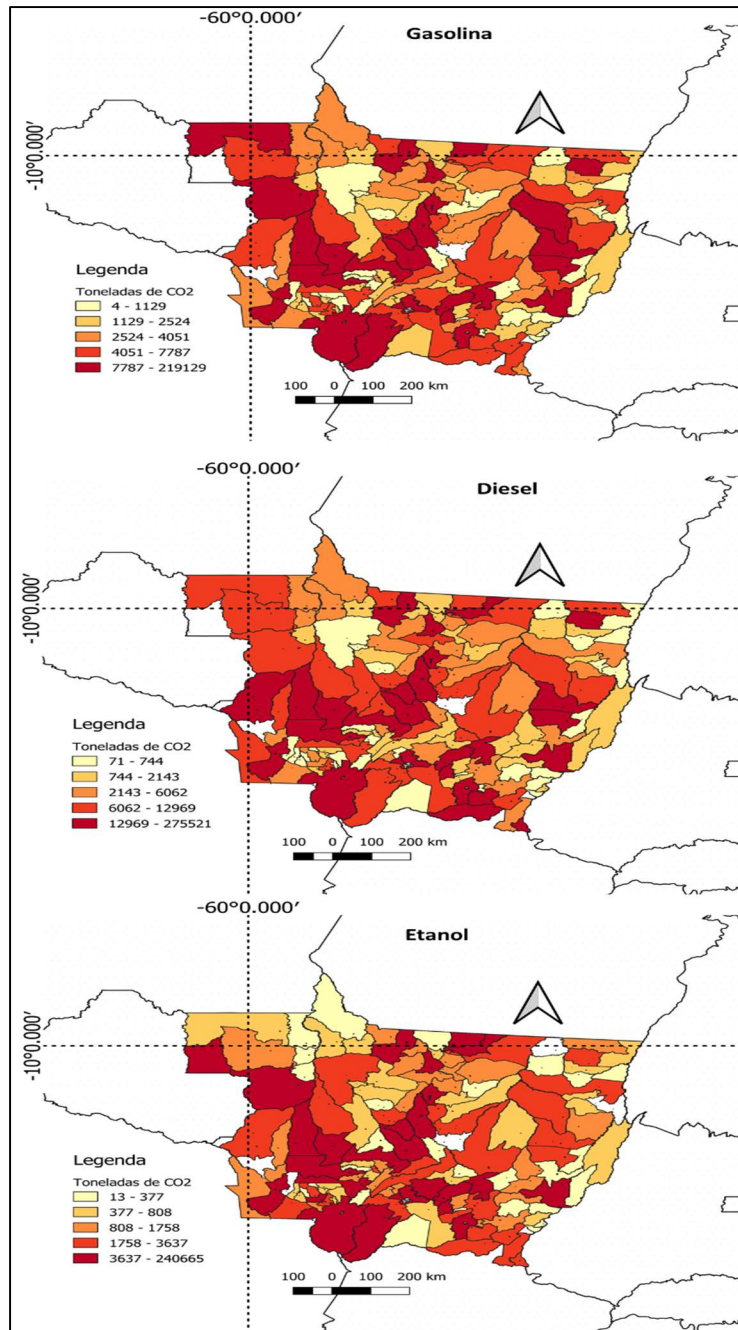 -60°0.000′
Gasolina
-10°0.000′
Legenda
Toneladas de CO2
4 - 1129
1129 - 2524
2524 - 4051
4051 - 7787
7787 - 219129
100 0 100 200 km
-60°0.000′
Diesel
-10°0.000′
Legenda
Toneladas de CO2
71 - 744
744 - 2143
2143 - 6062
6062 - 12969
12969 - 275521
100 0 100 200 km
-60°0.000′
Etanol
-10°0.000′
Legenda
Toneladas de CO2
13 - 377
377 - 808
808 - 1758
1758 - 3637
3637 - 240665
100 0 100 200 km